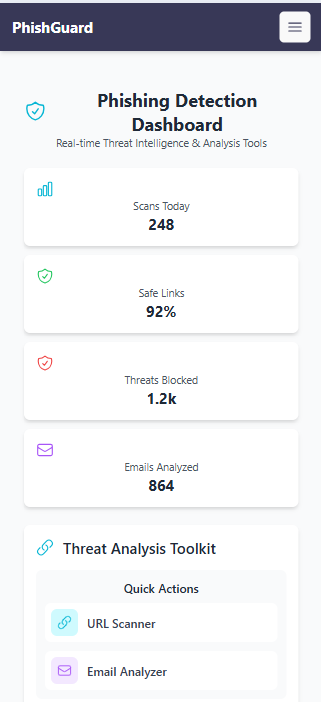 PhishGuard
Phishing Detection
Dashboard
Real-time Threat Intelligence & Analysis Tools
Scans Today
248
Safe Links
92%
Threats Blocked
1.2k
Emails Analyzed
864
Threat Analysis Toolkit
Quick Actions
URL Scanner
Email Analyzer